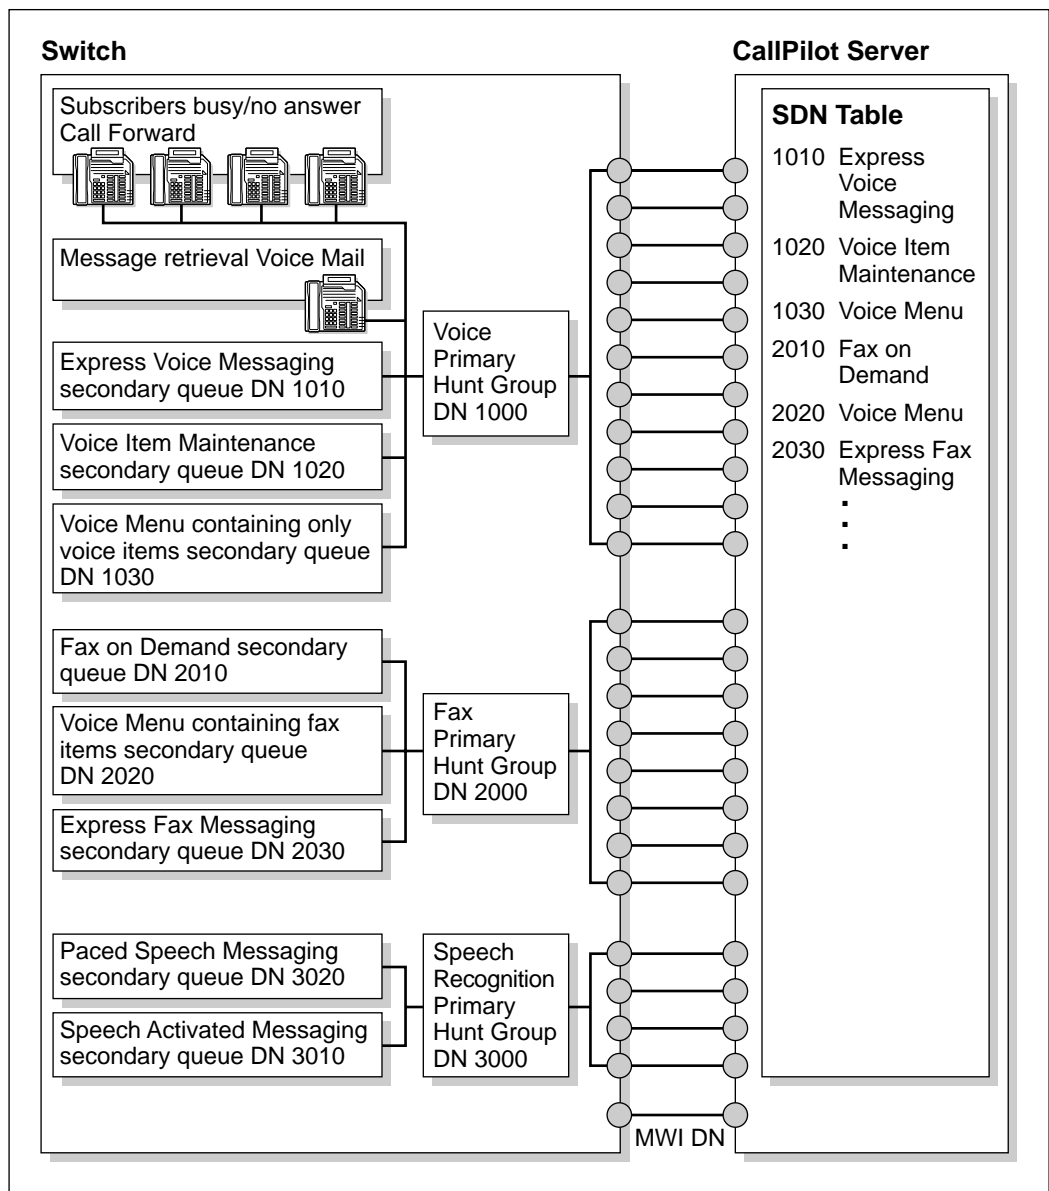 Switch
CallPilot Server
Subscribers busy/no answer
Call Forward
Message retrieval Voice Mail
Express Voice Messaging
secondary queue DN 1010
Voice Item Maintenance
secondary queue DN 1020
Voice Menu containing only
voice items secondary queue
DN 1030
Voice
Primary
Hunt Group
DN 1000
Fax on Demand secondary
queue DN 2010
Voice Menu containing fax
items secondary queue
DN 2020
Express Fax Messaging
secondary queue DN 2030
Fax
Primary
Hunt Group
DN 2000
Paced Speech Messaging
secondary queue DN 3020
Speech Activated Messaging
secondary queue DN 3010
Speech
Recognition
Primary
Hunt Group
DN 3000
MWI DN
SDN Table
1010 Express
Voice
Messaging
1020 Voice Item
Maintenance
1030 Voice Menu
2010 Fax on
Demand
2020 Voice Menu
2030 Express Fax
Messaging
.
.
.